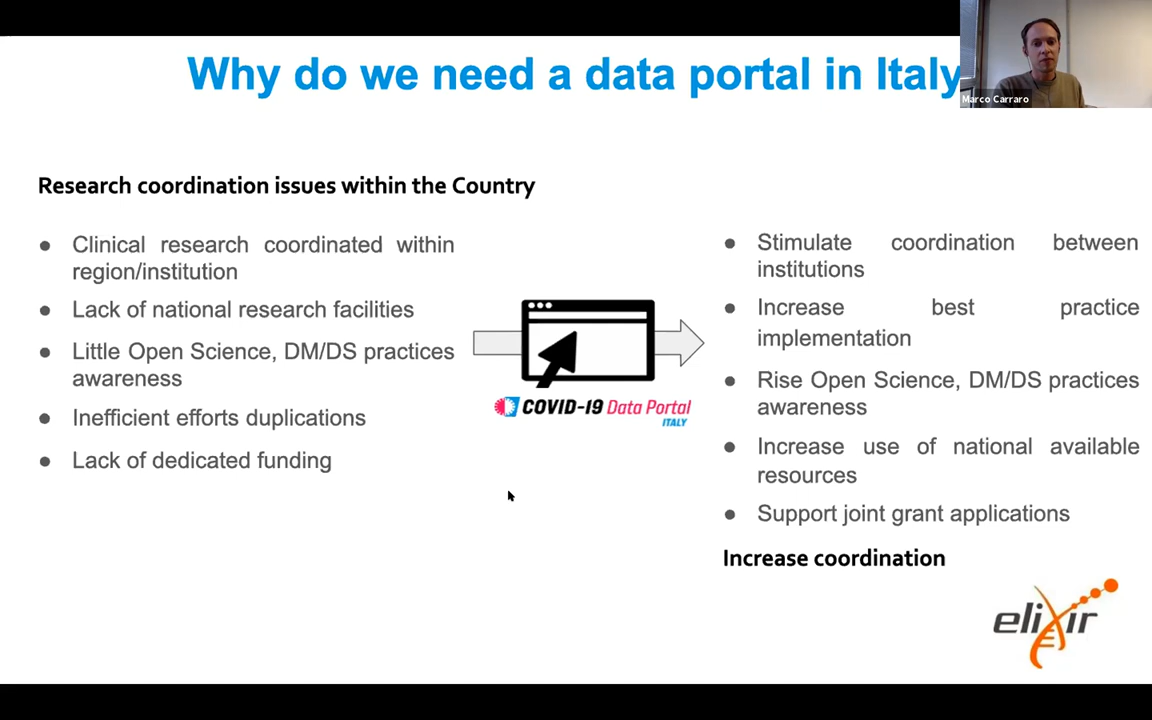 Why do we need a data portal in Italy
Marco Carraro
Research coordination issues within the Country
● Clinical research coordinated within
region/institution
● Lack of national research facilities
● Little Open Science, DM/DS practices
awareness
● Inefficient efforts duplications
● Lack of dedicated funding
COVID-19 Data Portal
ITALY
● Stimulate coordination between
institutions
● Increase best practice
implementation
● Rise Open Science, DM/DS practices
awareness
● Increase use of national available
resources
● Support joint grant applications
Increase coordination
elixir